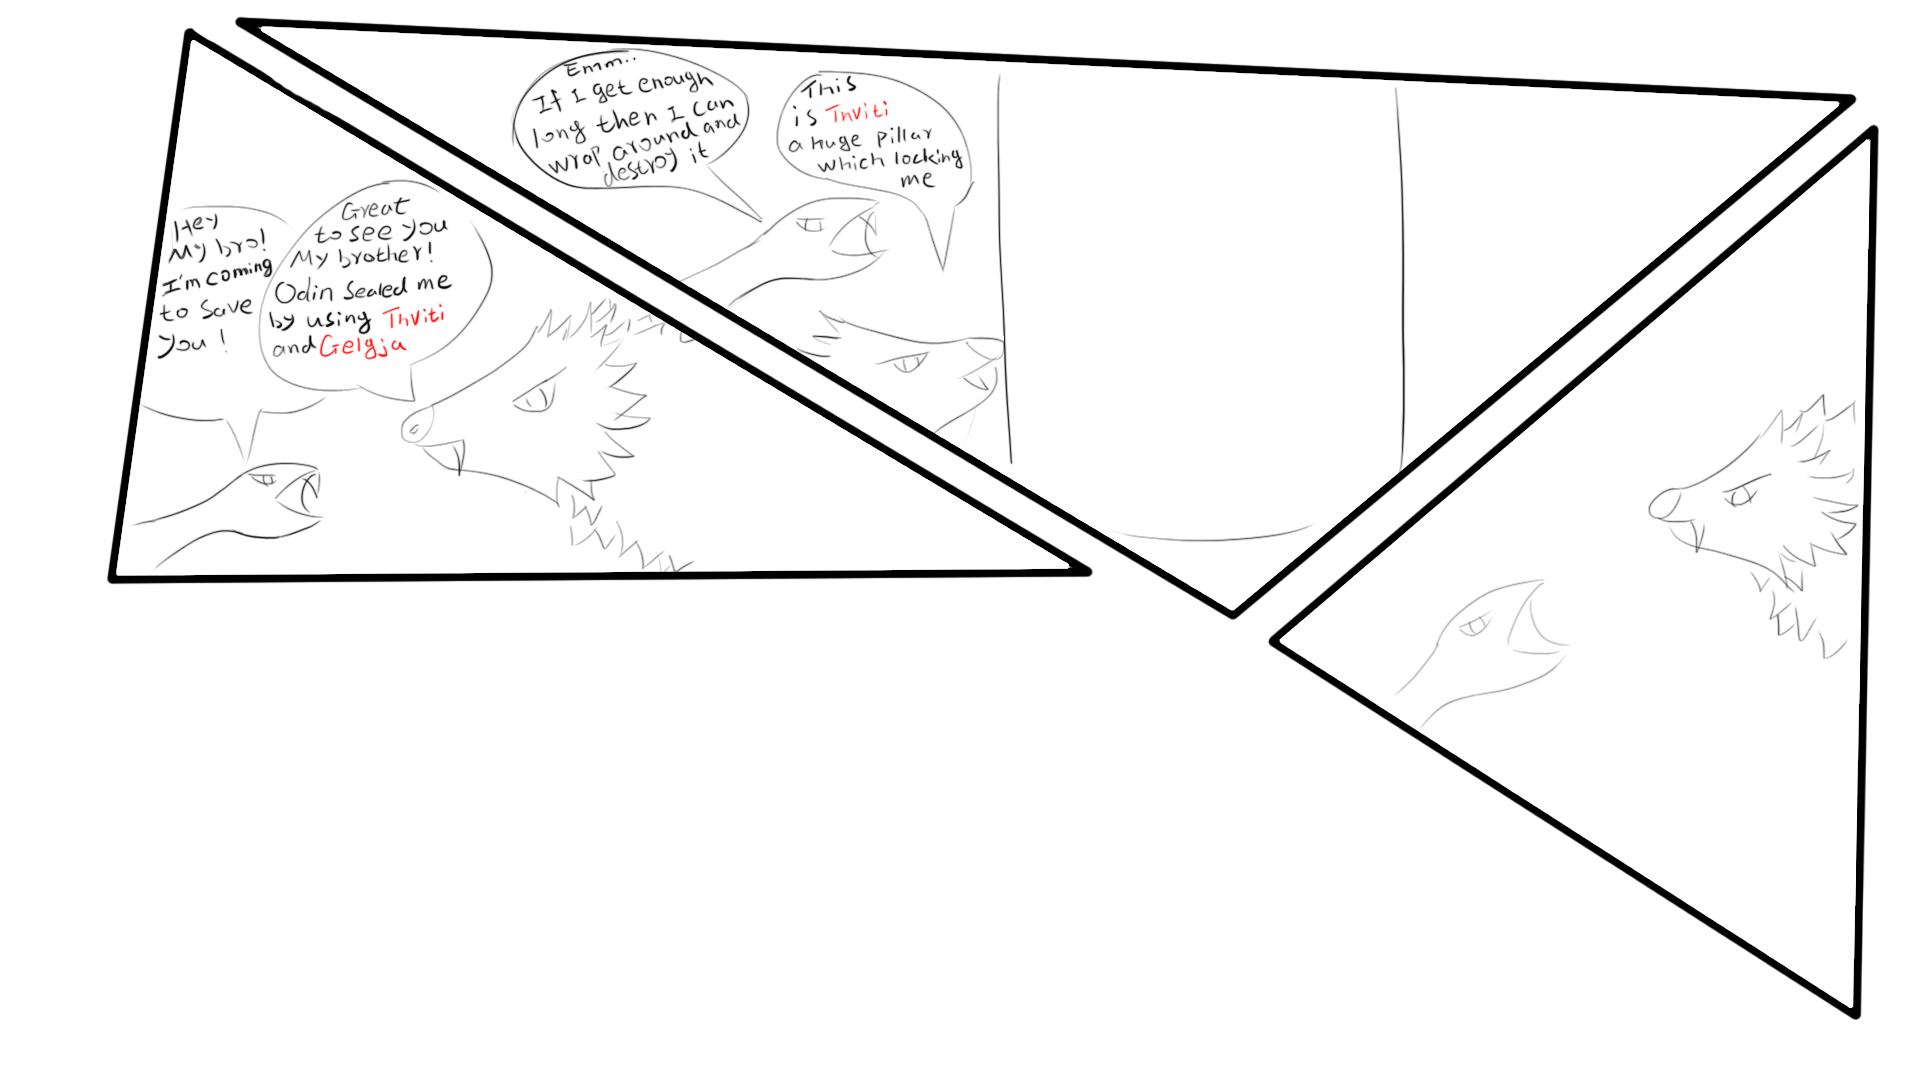 Hey
My bro!
I'm coming
to save
you !
Great
to see you
My brother!
Odin sealed me
by using Thviti
and Gelgja
Emm..
If I get enough
long then I can
wrap around and
destroy it
This
is Thviti
a huge pillar
which locking
me